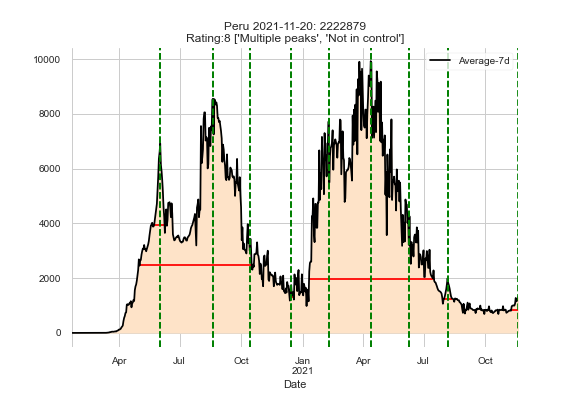 Peru 2021-11-20: 2222879
Rating:8 ['Multiple peaks', 'Not in control']
Average-7d
10000
8000
6000
4000
2000
0
Apr
Jul
Oct
Jan
2021
Apr
Jul
Oct
Date